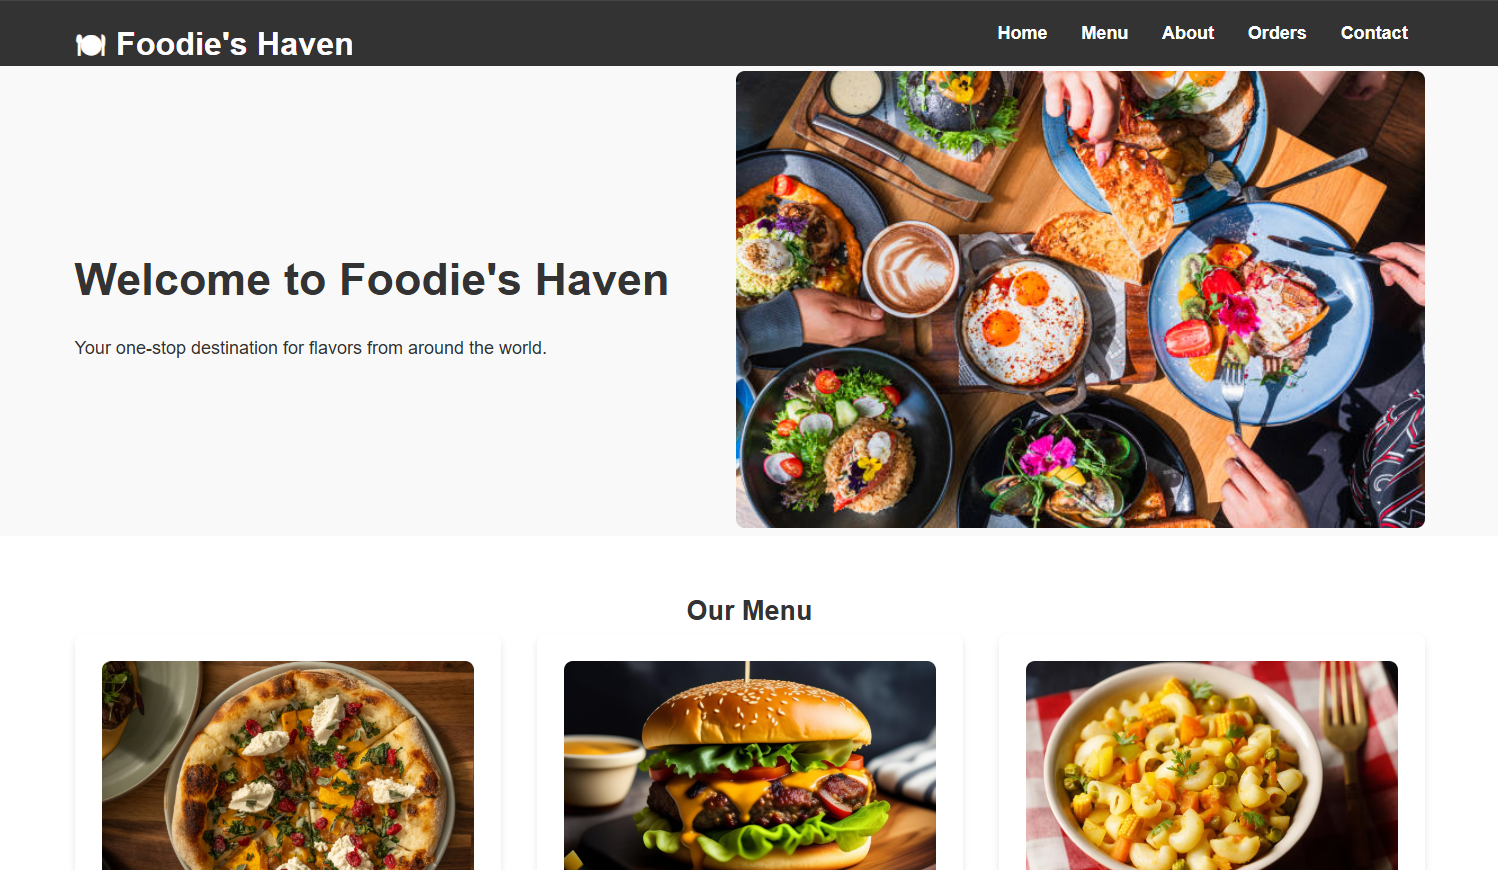 🍽️ Foodie's Haven
Home Menu About Orders Contact
Welcome to Foodie's Haven
Your one-stop destination for flavors from around the world.
Our Menu